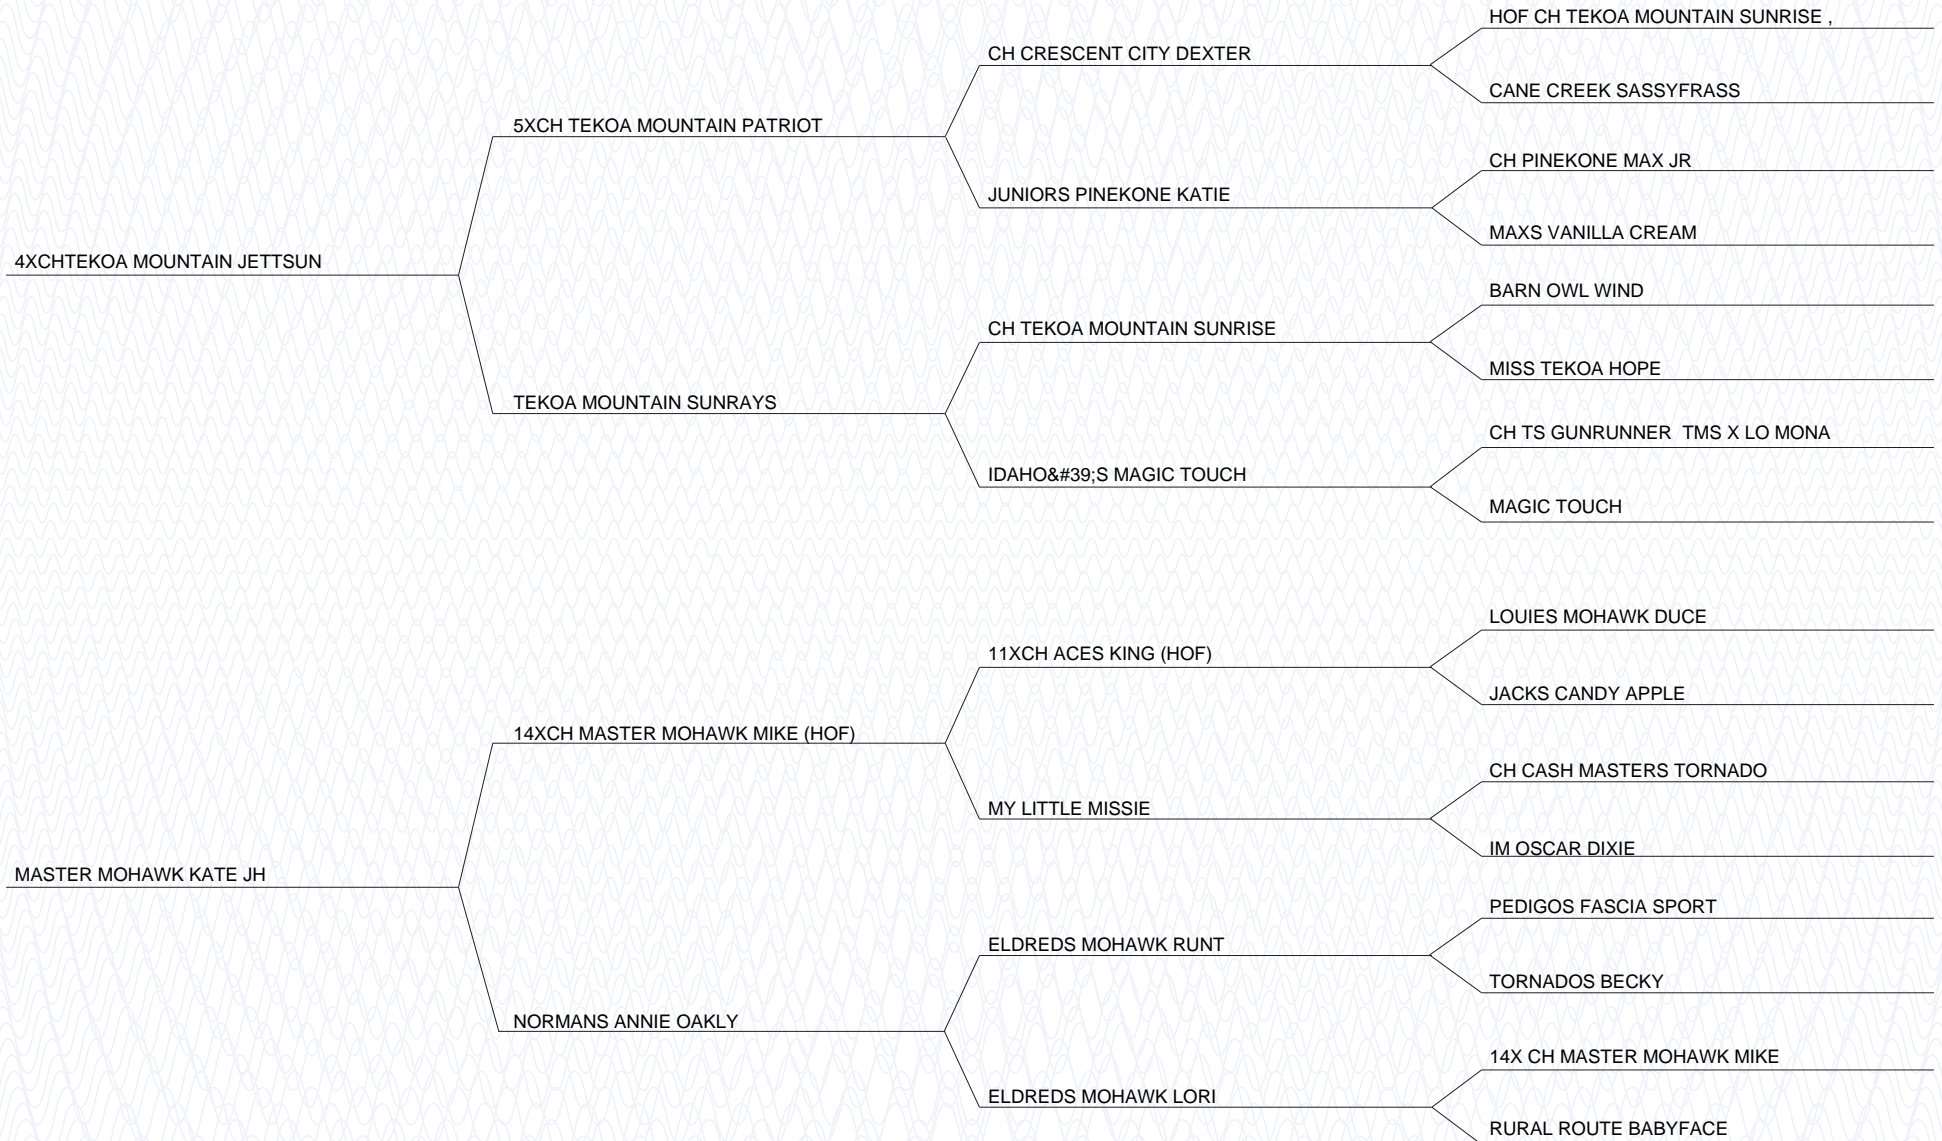 HOF CH TEKOA MOUNTAIN SUNRISE ,
CH CRESCENT CITY DEXTER
CANE CREEK SASSYFRASS
5XCH TEKOA MOUNTAIN PATRIOT
CH PINEKONE MAX JR
JUNIORS PINEKONE KATIE
MAXS VANILLA CREAM
4XCHTEKOA MOUNTAIN JETTSUN
BARN OWL WIND
CH TEKOA MOUNTAIN SUNRISE
MISS TEKOA HOPE
TEKOA MOUNTAIN SUNRAYS
CH TS GUNRUNNER  TMS X LO MONA
IDAHO&#39;S MAGIC TOUCH
MAGIC TOUCH
LOUIES MOHAWK DUCE
11XCH ACES KING (HOF)
JACKS CANDY APPLE
14XCH MASTER MOHAWK MIKE (HOF)
CH CASH MASTERS TORNADO
MY LITTLE MISSIE
IM OSCAR DIXIE
MASTER MOHAWK KATE JH
PEDIGOS FASCIA SPORT
ELDREDS MOHAWK RUNT
TORNADOS BECKY
NORMANS ANNIE OAKLY
14X CH MASTER MOHAWK MIKE
ELDREDS MOHAWK LORI
RURAL ROUTE BABYFACE